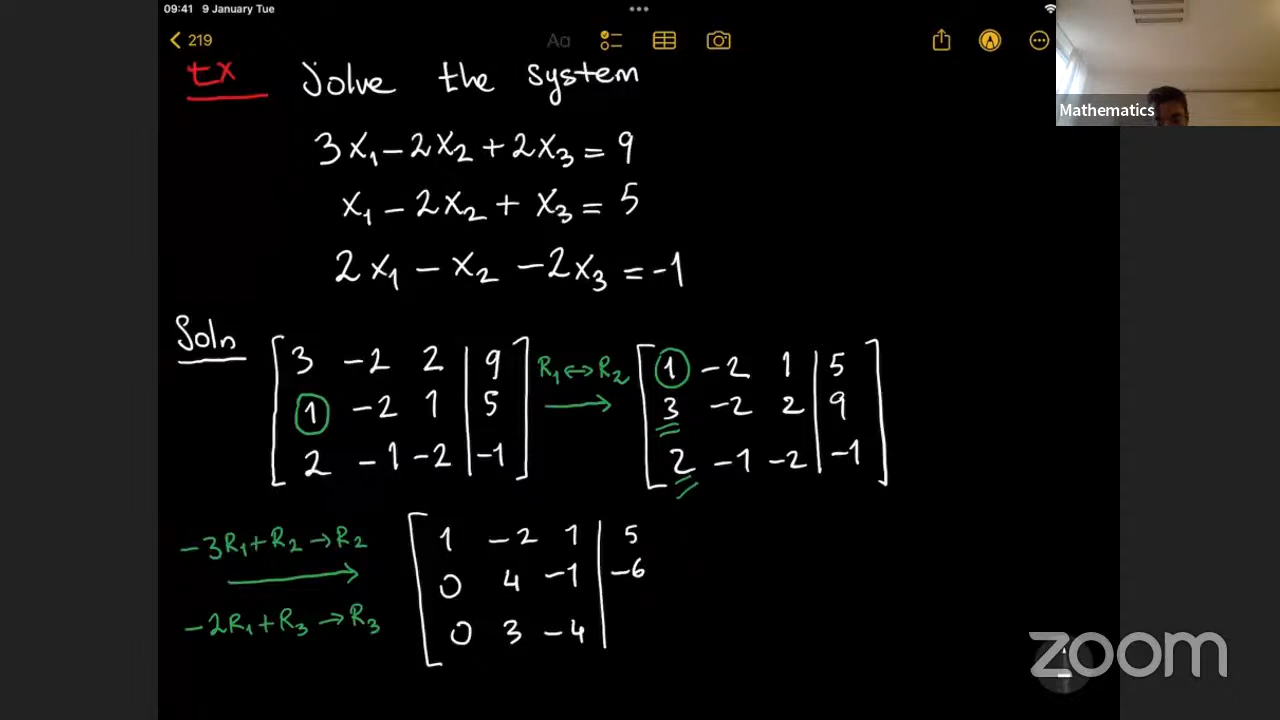 09:41 9 January Tue
219
Aa
Mathematics
Ex Solve the system
3x₁ - 2x₂ + 2x₃ = 9
x₁ - 2x₂ + x₃ = 5
2x₁ - x₂ - 2x₃ = -1
Soln
3 -2 2 | 9
1 -2 1 | 5
2 -1 -2 | -1
R₁ ↔ R₂
1 -2 1 | 5
3 -2 2 | 9
2 -1 -2 | -1
-3R₁ + R₂ → R₂
-2R₁ + R₃ → R₃
1 -2 1 | 5
0 4 -1 | -6
0 3 -4 |
zoom